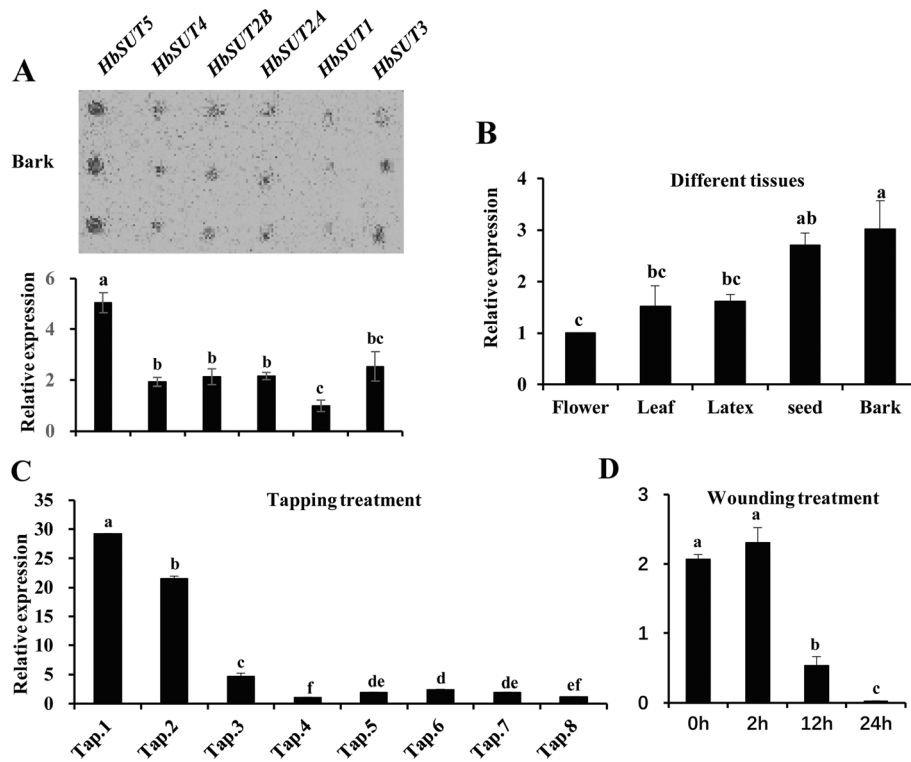 A
HbSUT5 HbSUT4 HbSUT2B HbSUT2A HbSUT1 HbSUT3
Bark
Relative expression
6
4
2
0
a b b b c bc
B
Different tissues
Relative expression
4
3
2
1
0
c bc bc ab a
Flower Leaf Latex seed Bark
C
Tapping treatment
Relative expression
35
30
25
20
15
10
5
0
a b c f de d de ef
Tap.1 Tap.2 Tap.3 Tap.4 Tap.5 Tap.6 Tap.7 Tap.8
D
Wounding treatment
3
2
1
0
a a b c
0h 2h 12h 24h